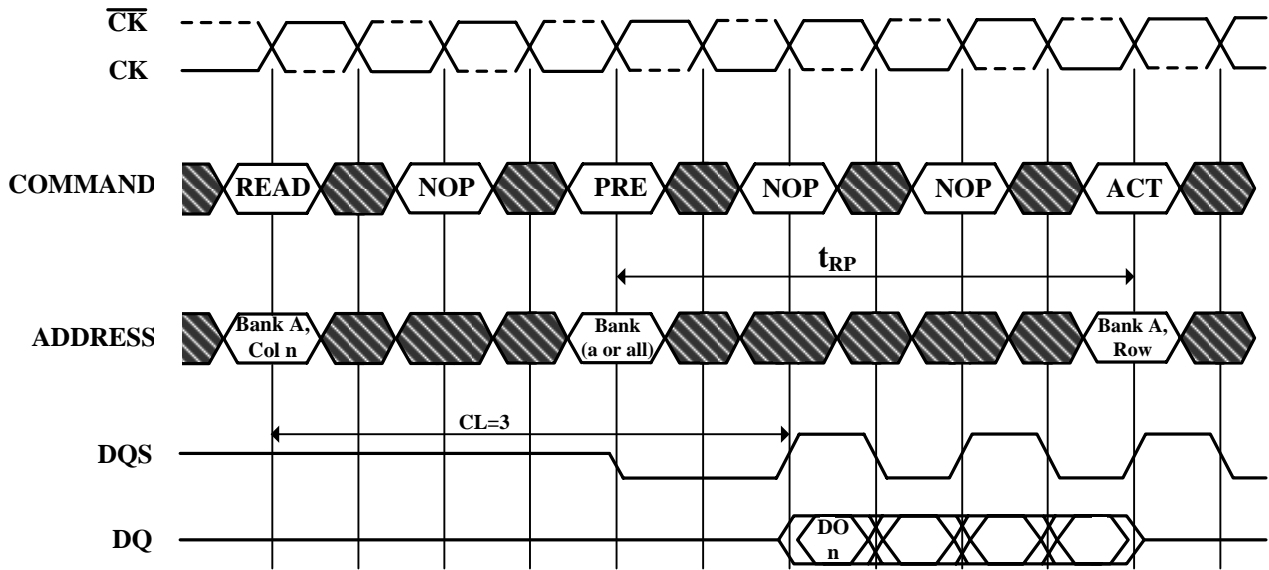 CK
CK
COMMAND
READ NOP PRE NOP NOP ACT
tRP
ADDRESS
Bank A, Col n
Bank (a or all)
Bank A, Row
CL=3
DQS
DQ
DO n